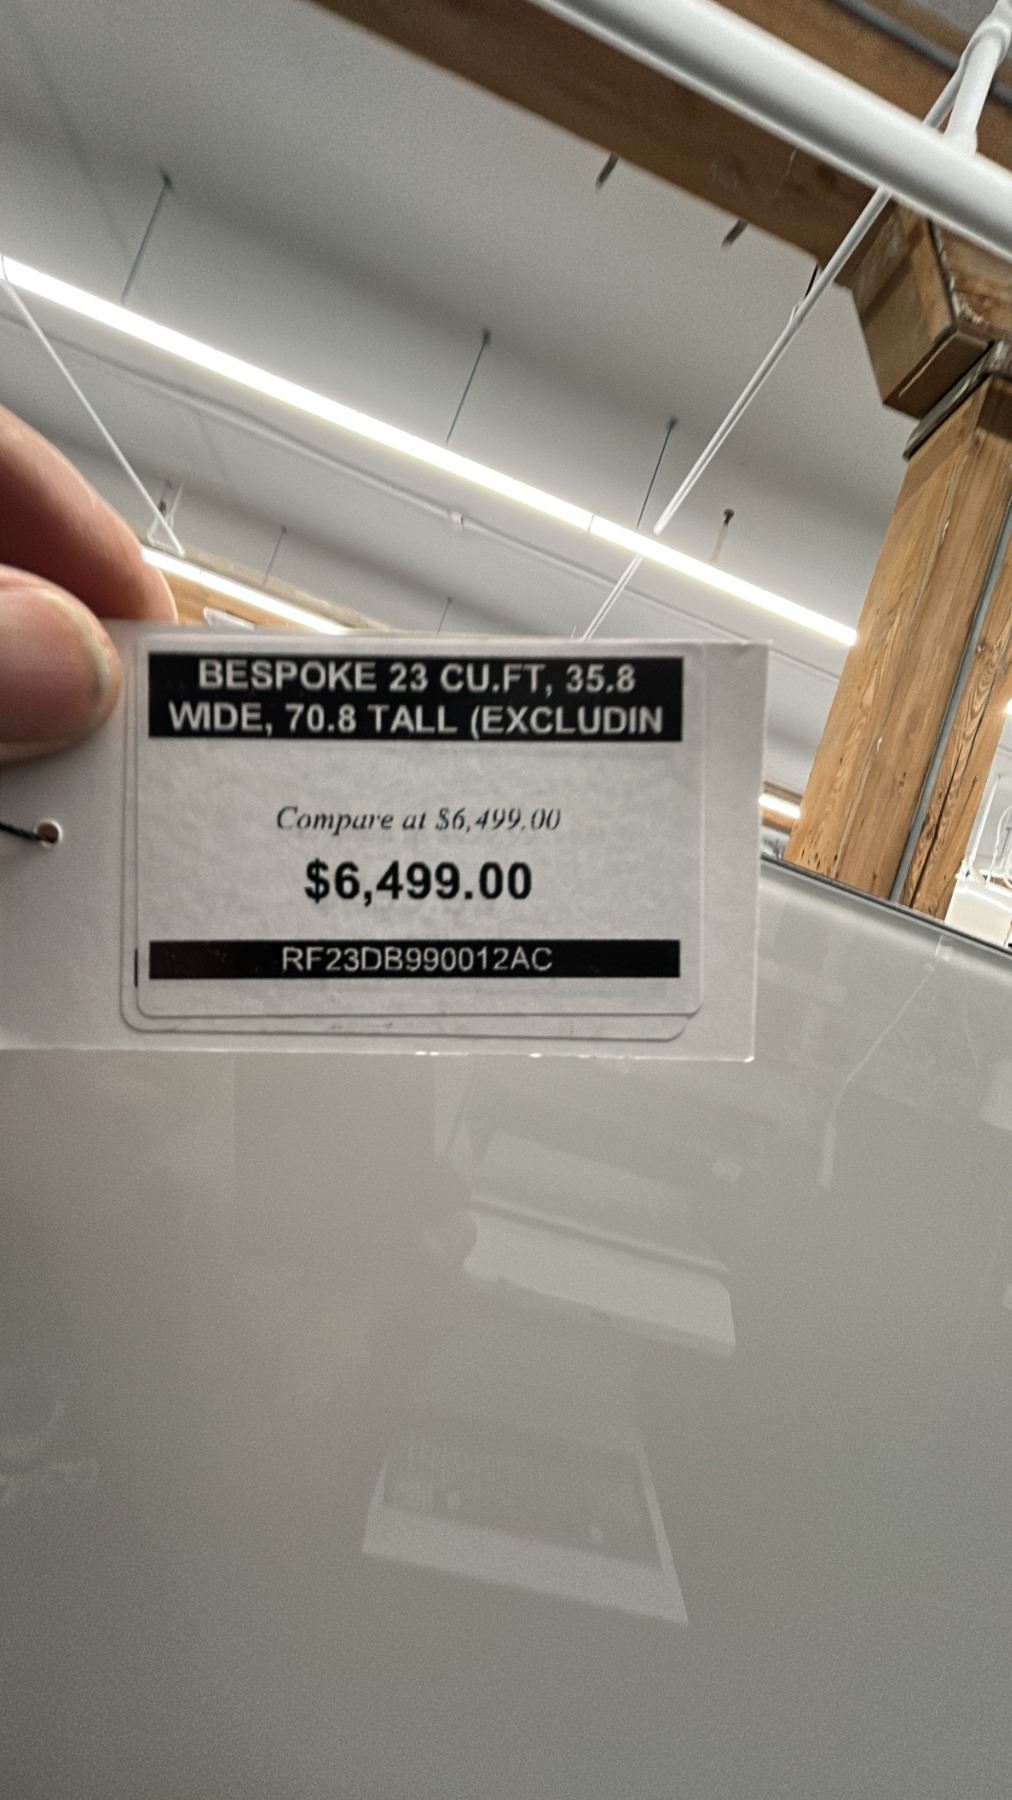 BESPOKE 23 CU.FT, 35.8
WIDE, 70.8 TALL (EXCLUDIN
Compare at $6,499.00
$6,499.00
RF23DB990012AC